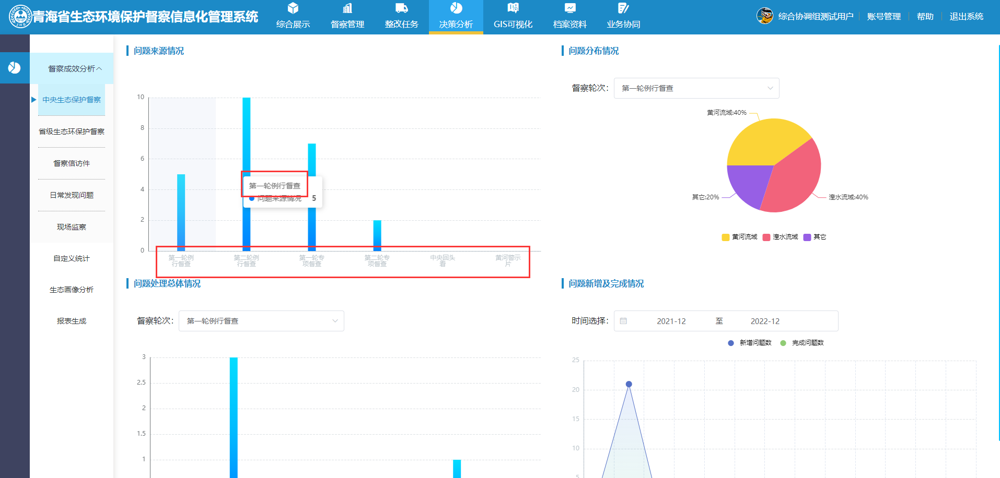 青海省生态环境保护督察信息化管理系统
综合展示
督察管理
整改任务
决策分析
GIS可视化
档案资料
业务协同
综合协调组测试用户
账号管理
帮助
退出系统
督察成效分析
中央生态保护督察
省级生态环保护督察
督察信访件
日常发现问题
现场监察
自定义统计
生态画像分析
报表生成
问题来源情况
10
8
6
4
2
0
第一轮例行督查
问题来源情况 5
第一轮例
行督查
第二轮例
行督查
第一轮专
项督查
第二轮专
项督查
中央回头
看
黄河警示
片
问题分布情况
督察轮次：
第一轮例行督查
黄河流域:40%
其它:20%
湟水流域:40%
黄河流域
湟水流域
其它
问题处理总体情况
督察轮次：
第一轮例行督查
3
2.5
2
1.5
1
问题新增及完成情况
时间选择：
2021-12 至 2022-12
新增问题数
完成问题数
25
20
15
10
5